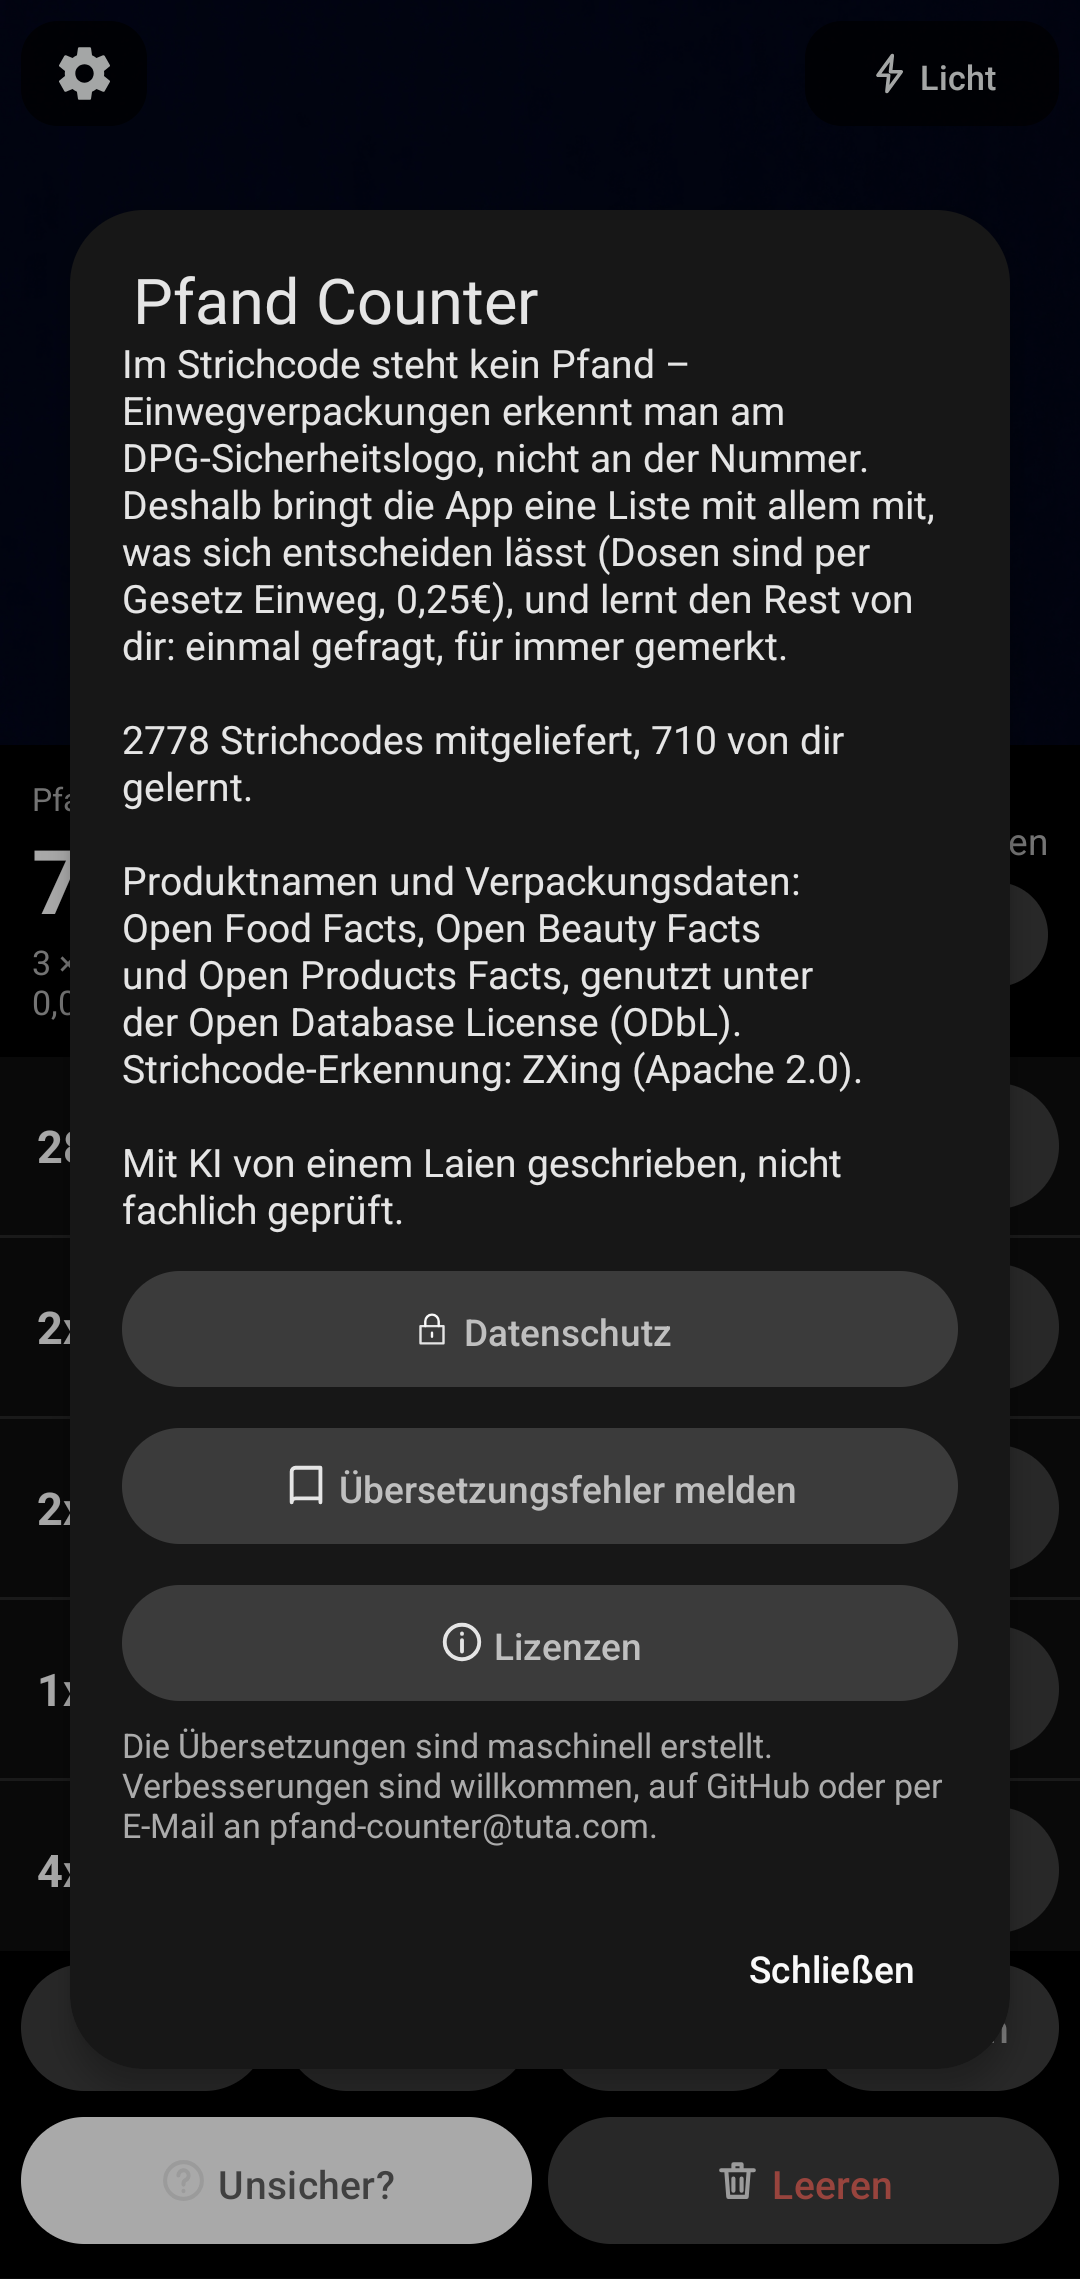 Licht
Pfand Counter
Im Strichcode steht kein Pfand –
Einwegverpackungen erkennt man am
DPG-Sicherheitslogo, nicht an der Nummer.
Deshalb bringt die App eine Liste mit allem mit,
was sich entscheiden lässt (Dosen sind per
Gesetz Einweg, 0,25€), und lernt den Rest von
dir: einmal gefragt, für immer gemerkt.
2778 Strichcodes mitgeliefert, 710 von dir
gelernt.
Produktnamen und Verpackungsdaten:
Open Food Facts, Open Beauty Facts
und Open Products Facts, genutzt unter
der Open Database License (ODbL).
Strichcode-Erkennung: ZXing (Apache 2.0).
Mit KI von einem Laien geschrieben, nicht
fachlich geprüft.
Datenschutz
Übersetzungsfehler melden
Lizenzen
Die Übersetzungen sind maschinell erstellt.
Verbesserungen sind willkommen, auf GitHub oder per
E-Mail an pfand-counter@tuta.com.
Schließen
Unsicher?
Leeren